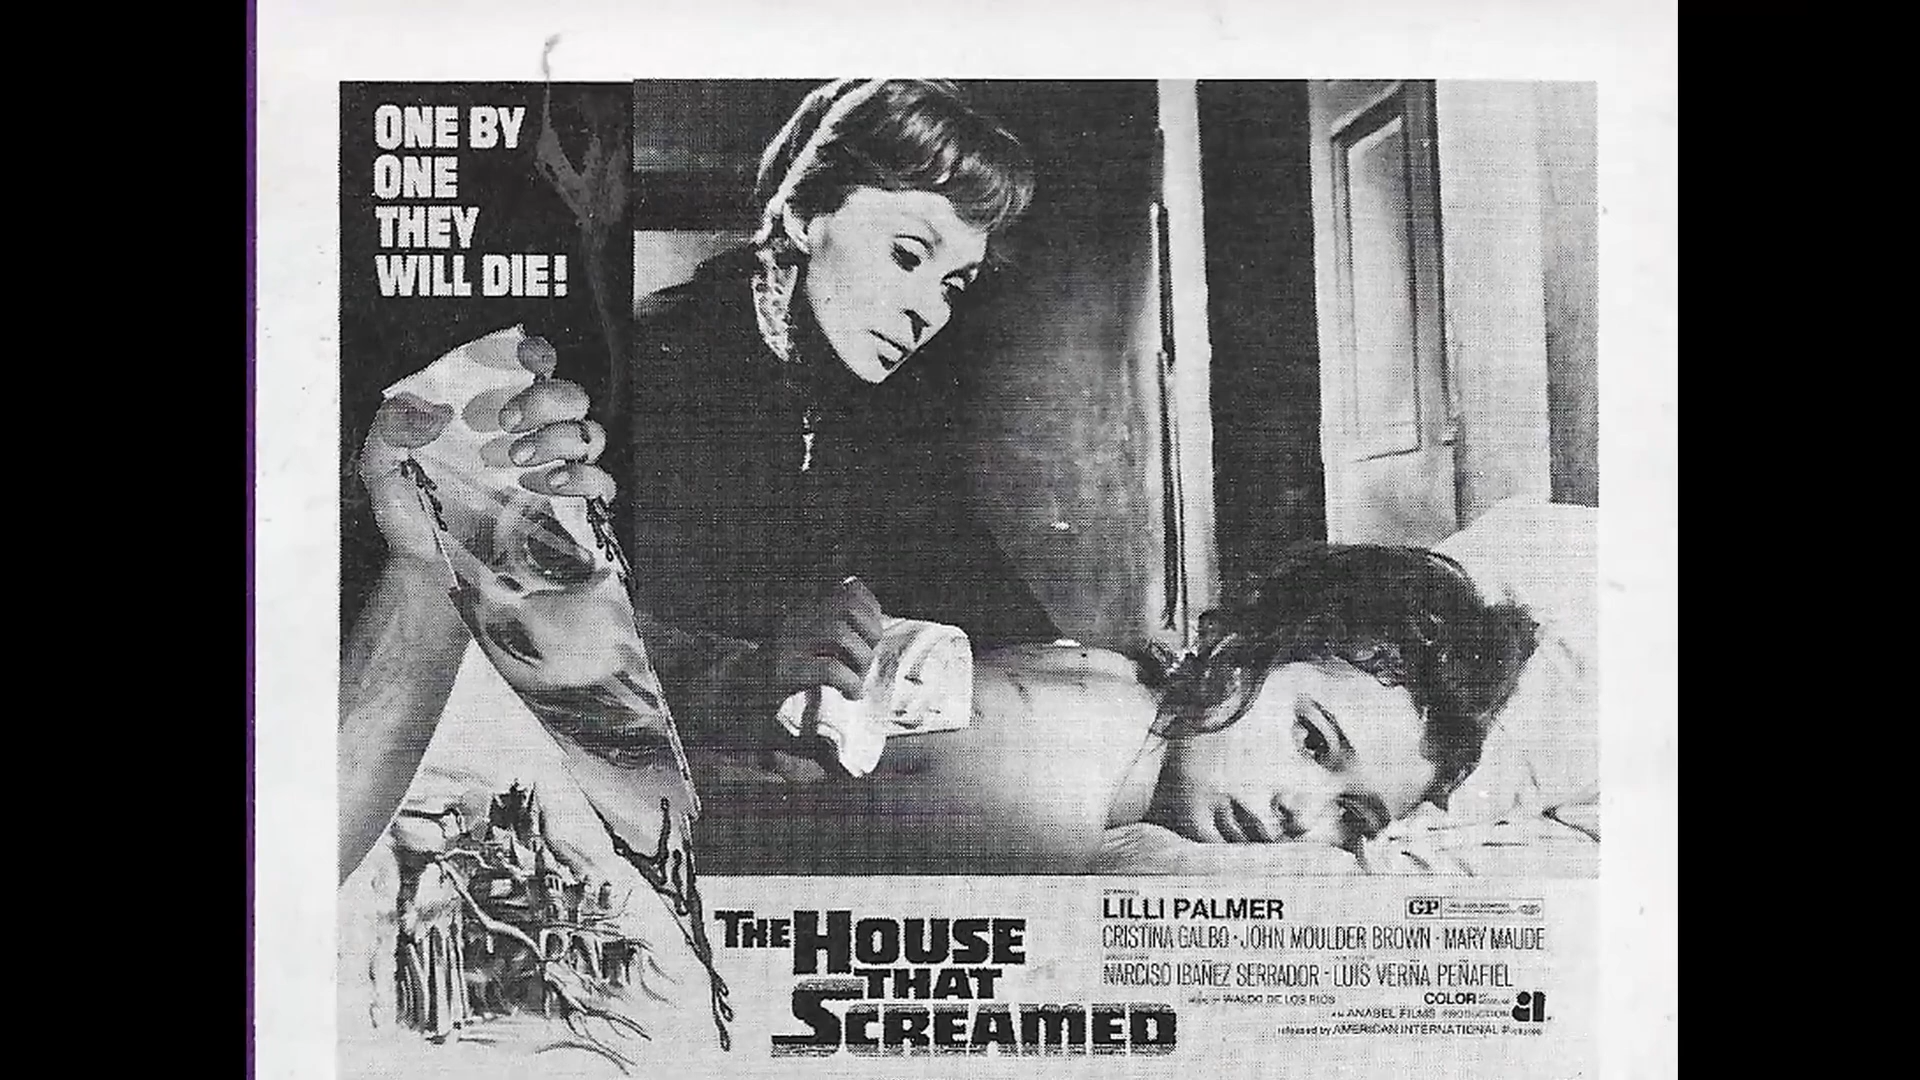 ONE BY
ONE
THEY
WILL DIE!
THE HOUSE
THAT
SCREAMED
LILLI PALMER
GP
CRISTINA GALBO · JOHN MOULDER BROWN · MARY MAUDE
NARCISO IBAÑEZ SERRADOR · LUIS VERÑA PEÑAFIEL
WALDO DE LOS RIOS
COLOR
AN ANABEL FILMS PRODUCTION
released by AMERICAN INTERNATIONAL